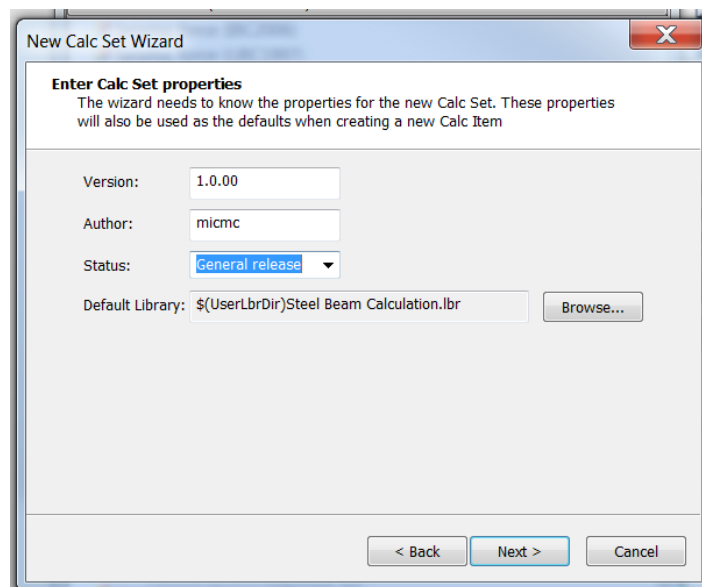 New Calc Set Wizard
Enter Calc Set properties
The wizard needs to know the properties for the new Calc Set. These properties
will also be used as the defaults when creating a new Calc Item
Version: 1.0.00
Author: micmc
Status: General release
Default Library: $(UserLbrDir)Steel Beam Calculation.lbr Browse...
< Back Next > Cancel